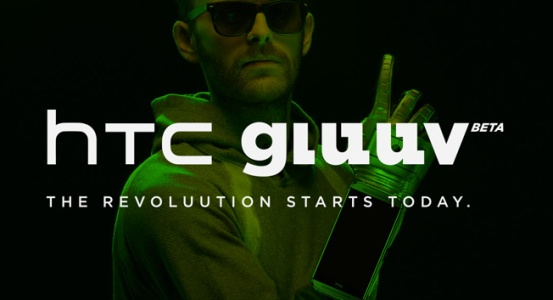 hTC gluuv BETA
THE REVOLUUTION STARTS TODAY.